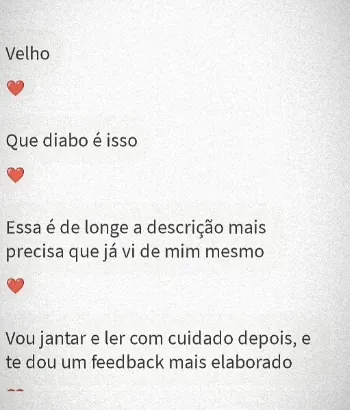 Velho
❤️
Que diabo é isso
❤️
Essa é de longe a descrição mais
precisa que já vi de mim mesmo
❤️
Vou jantar e ler com cuidado depois, e
te dou um feedback mais elaborado